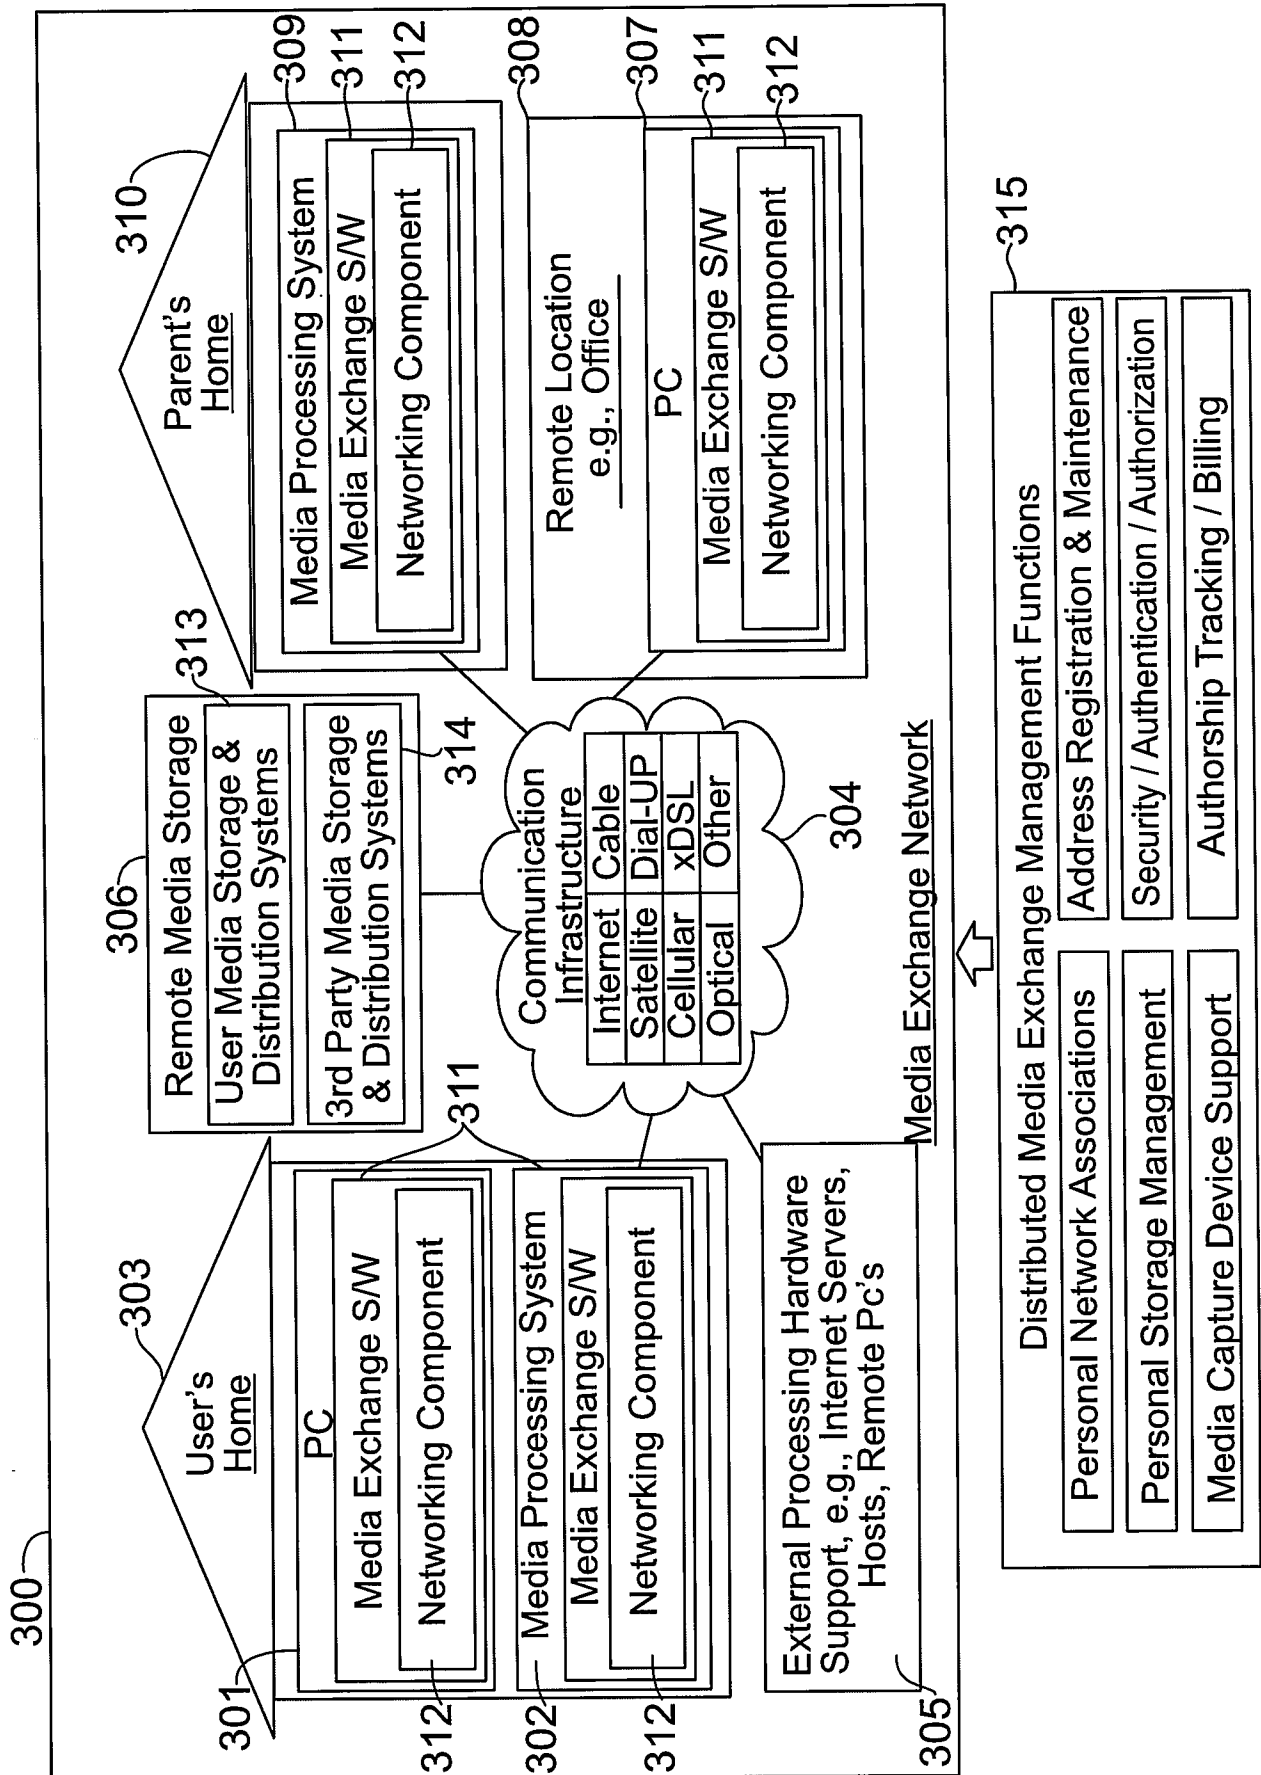 300
303
User's
Home
301
PC
Media Exchange S/W
Networking Component
312
311
302
Media Processing System
Media Exchange S/W
Networking Component
312
External Processing Hardware
Support, e.g., Internet Servers,
Hosts, Remote Pc's
305
306
Remote Media Storage
313
User Media Storage &
Distribution Systems
3rd Party Media Storage
& Distribution Systems
314
Communication
Infrastructure
Internet Cable
Satellite Dial-UP
Cellular xDSL
Optical Other
304
310
Parent's
Home
309
Media Processing System
311
Media Exchange S/W
312
Networking Component
308
Remote Location
e.g., Office
307
PC
311
Media Exchange S/W
312
Networking Component
Media Exchange Network
315
Distributed Media Exchange Management Functions
Personal Network Associations
Address Registration & Maintenance
Personal Storage Management
Security / Authentication / Authorization
Media Capture Device Support
Authorship Tracking / Billing